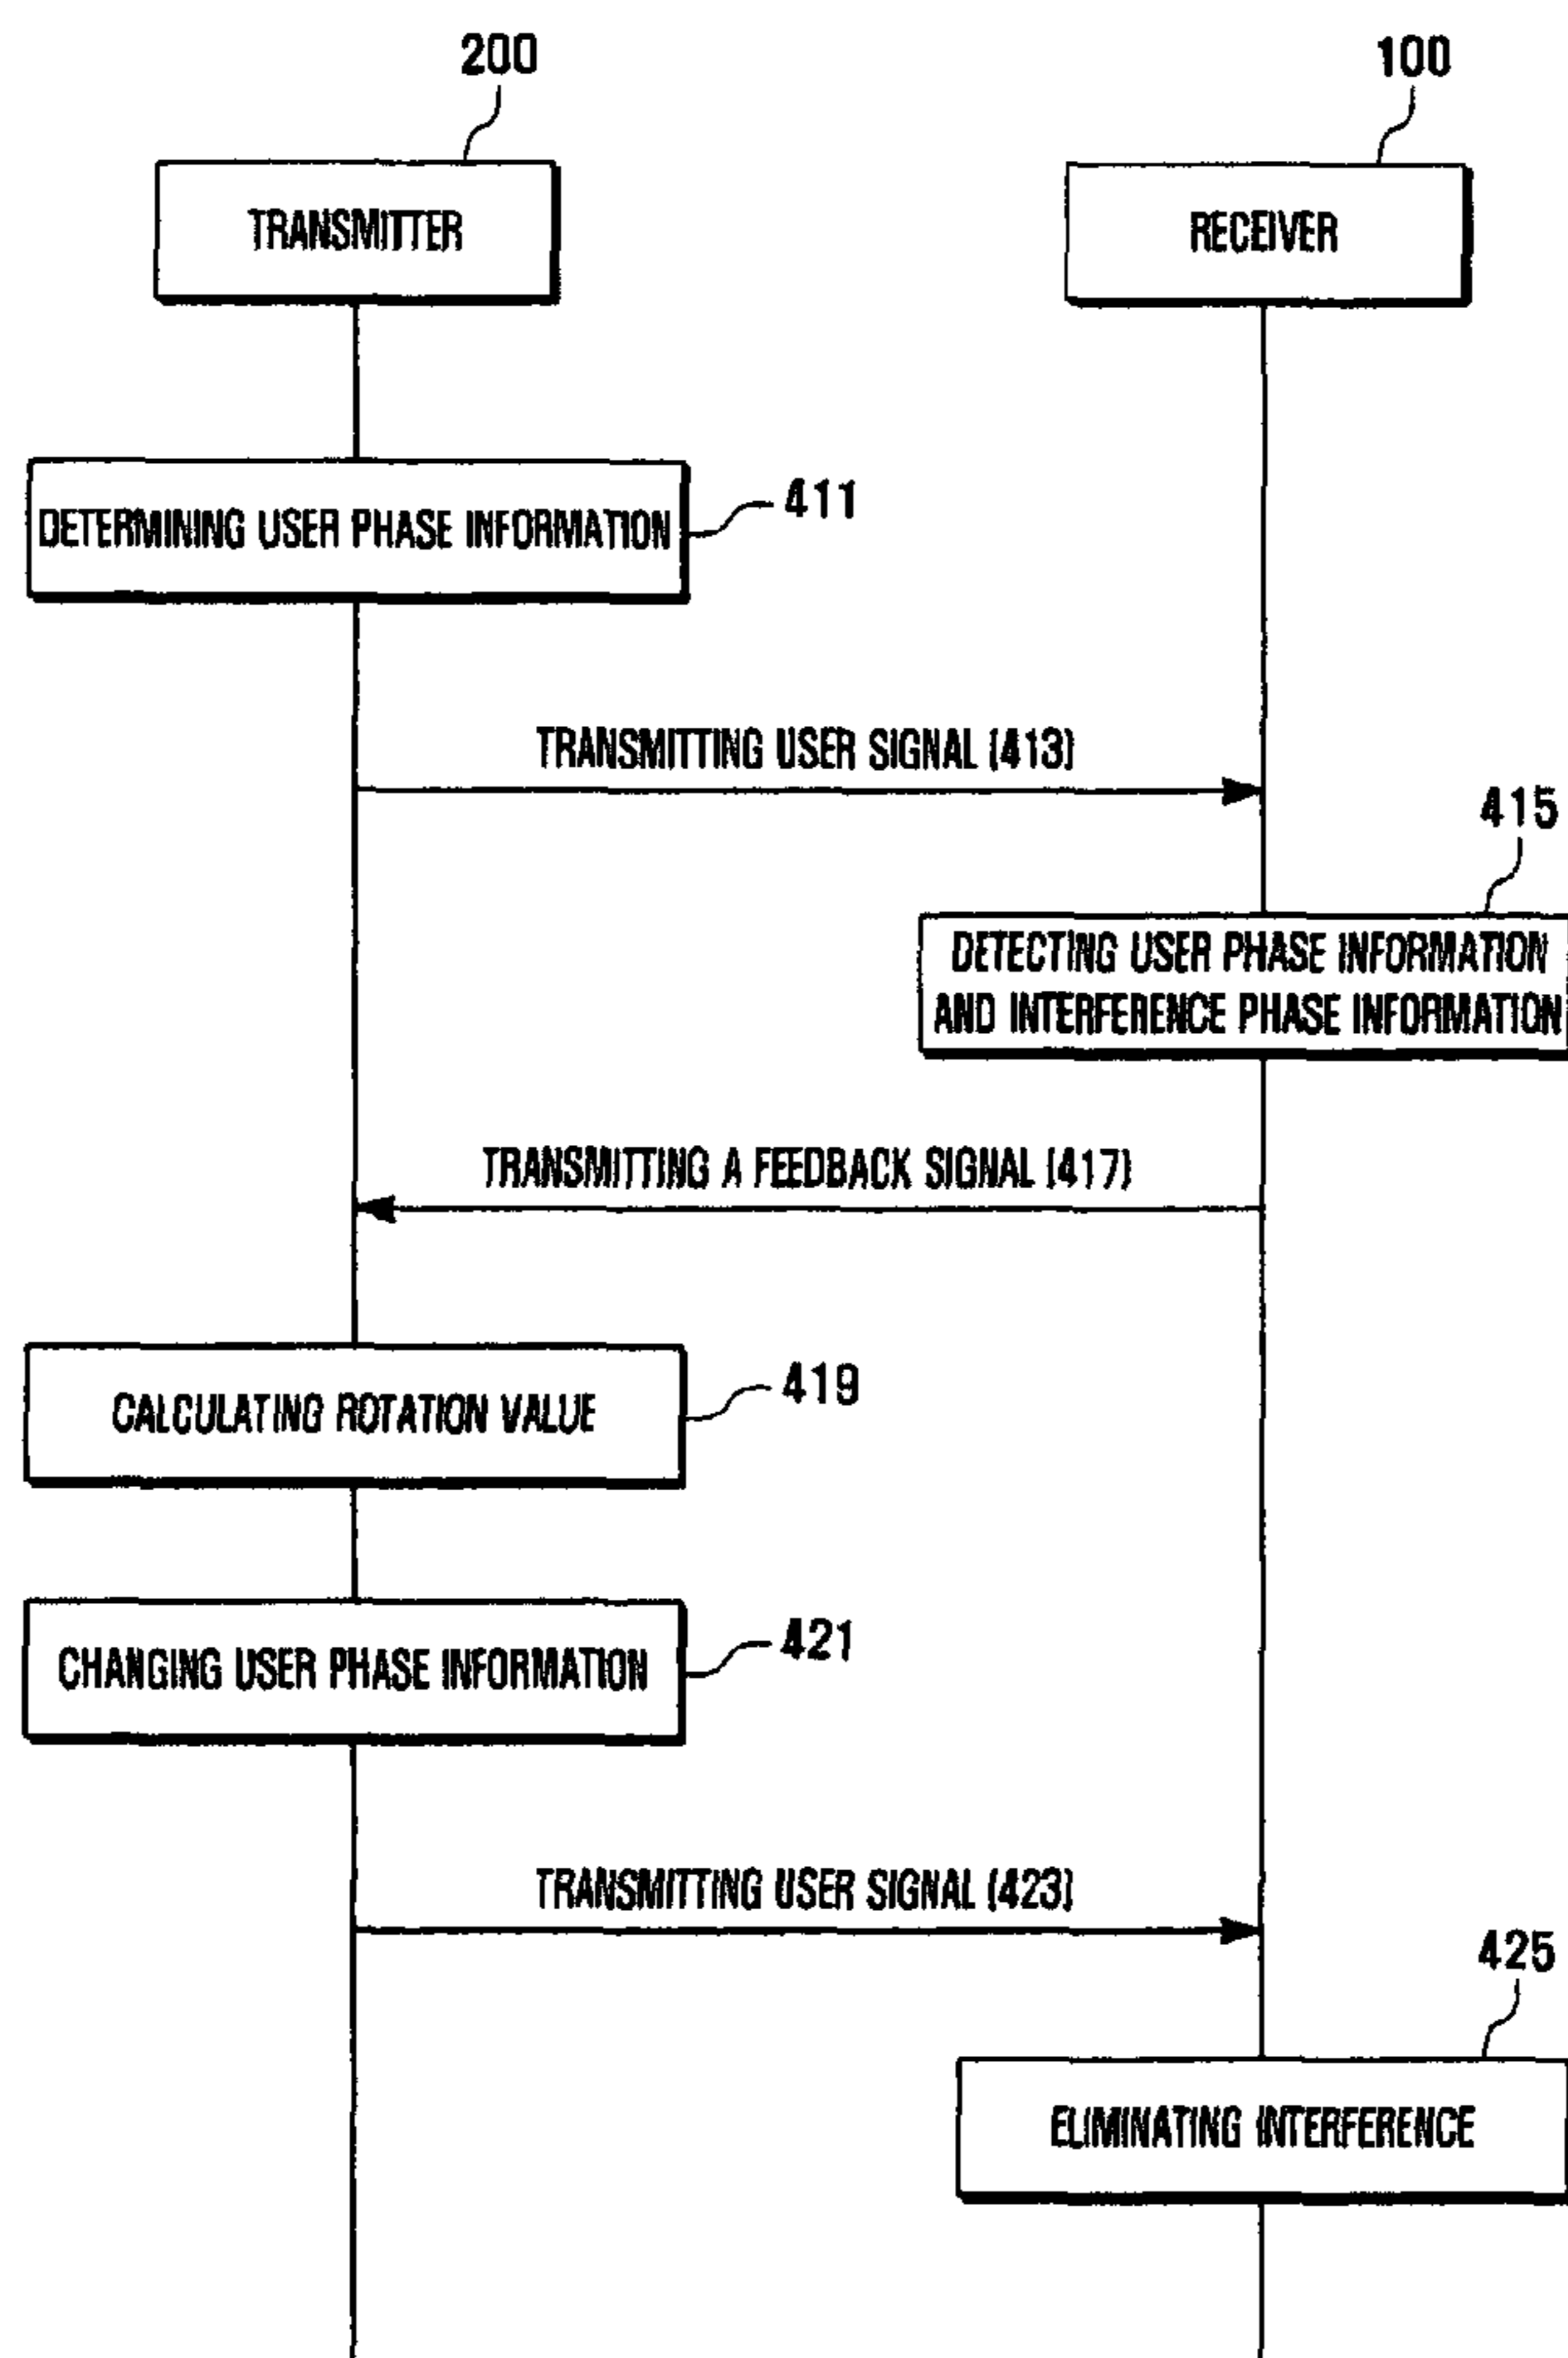 200
100
TRANSMITTER
RECEIVER
DETERMINING USER PHASE INFORMATION
411
TRANSMITTING USER SIGNAL (413)
415
DETECTING USER PHASE INFORMATION
AND INTERFERENCE PHASE INFORMATION
TRANSMITTING A FEEDBACK SIGNAL (417)
CALCULATING ROTATION VALUE
419
CHANGING USER PHASE INFORMATION
421
TRANSMITTING USER SIGNAL (423)
425
ELIMINATING INTERFERENCE